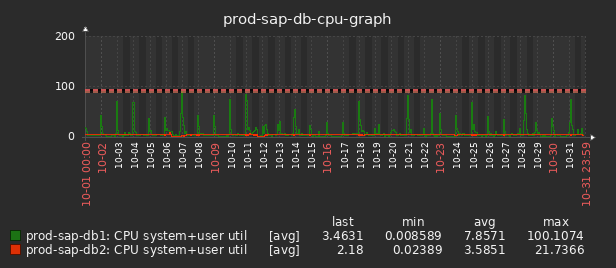 prod-sap-db-cpu-graph
200
100
0
10-01 00:00 10-02 10-03 10-04 10-05 10-06 10-07 10-08 10-09 10-10 10-11 10-12 10-13 10-14 10-15 10-16 10-17 10-18 10-19 10-20 10-21 10-22 10-23 10-24 10-25 10-26 10-27 10-28 10-29 10-30 10-31 10-31 23:59
last min avg max
prod-sap-db1: CPU system+user util [avg] 3.4631 0.008589 7.8571 100.1074
prod-sap-db2: CPU system+user util [avg] 2.18 0.02389 3.5851 21.7366